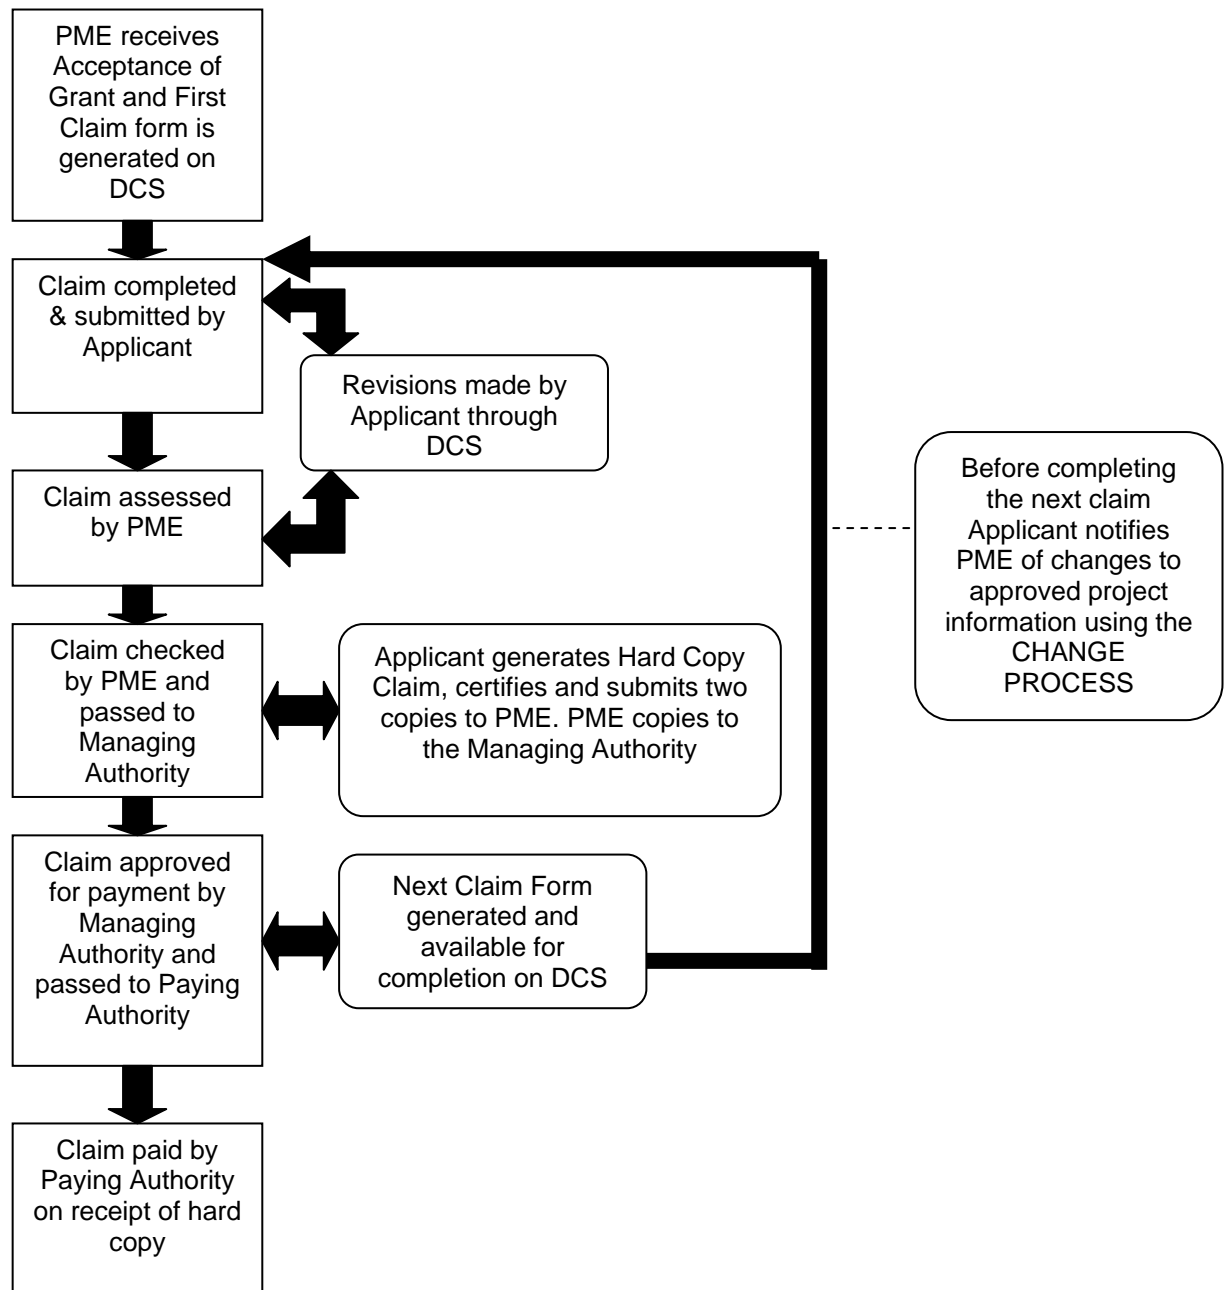 PME receives
Acceptance of
Grant and First
Claim form is
generated on
DCS
Claim completed
& submitted by
Applicant
Revisions made by
Applicant through
DCS
Claim assessed
by PME
Before completing
the next claim
Applicant notifies
PME of changes to
approved project
information using the
CHANGE
PROCESS
Claim checked
by PME and
passed to
Managing
Authority
Applicant generates Hard Copy
Claim, certifies and submits two
copies to PME. PME copies to
the Managing Authority
Claim approved
for payment by
Managing
Authority and
passed to Paying
Authority
Next Claim Form
generated and
available for
completion on DCS
Claim paid by
Paying Authority
on receipt of hard
copy